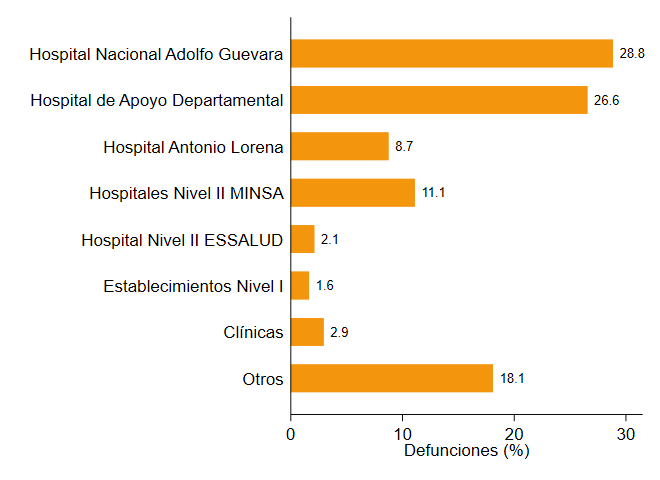 Hospital Nacional Adolfo Guevara 28.8
Hospital de Apoyo Departamental 26.6
Hospital Antonio Lorena 8.7
Hospitales Nivel II MINSA 11.1
Hospital Nivel II ESSALUD 2.1
Establecimientos Nivel I 1.6
Clínicas 2.9
Otros 18.1
0 10 20 30
Defunciones (%)